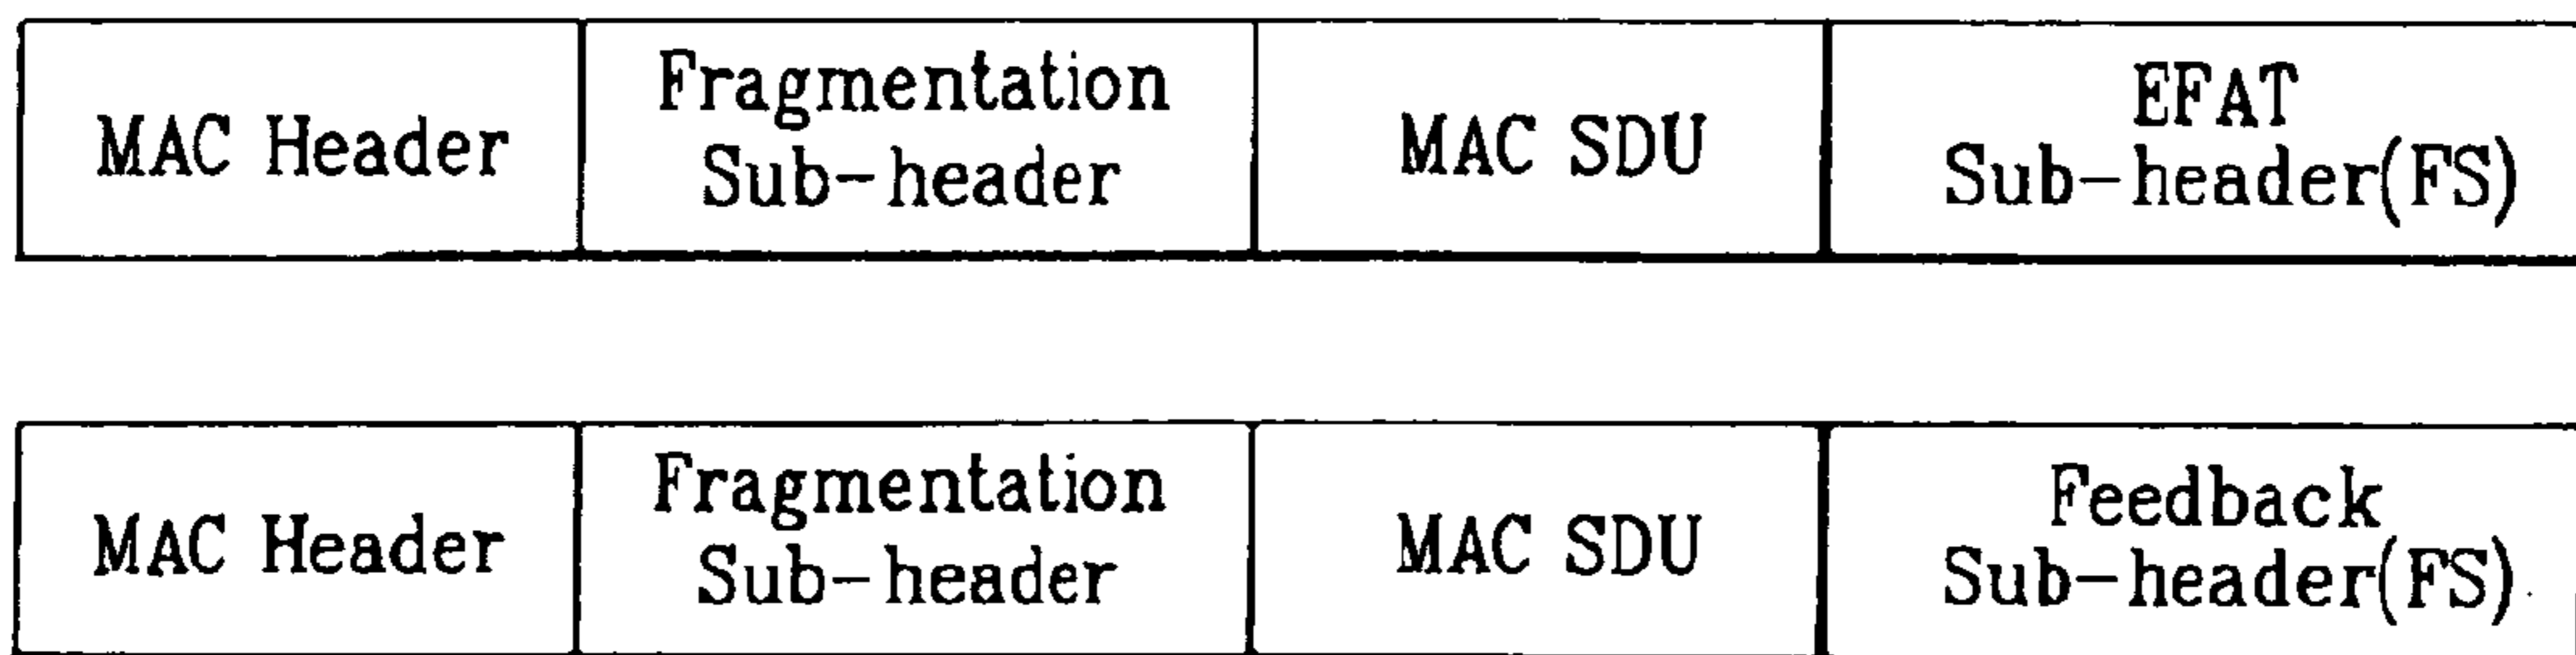 MAC Header
Fragmentation
Sub-header
MAC SDU
EFAT
Sub-header(FS)
MAC Header
Fragmentation
Sub-header
MAC SDU
Feedback
Sub-header(FS)